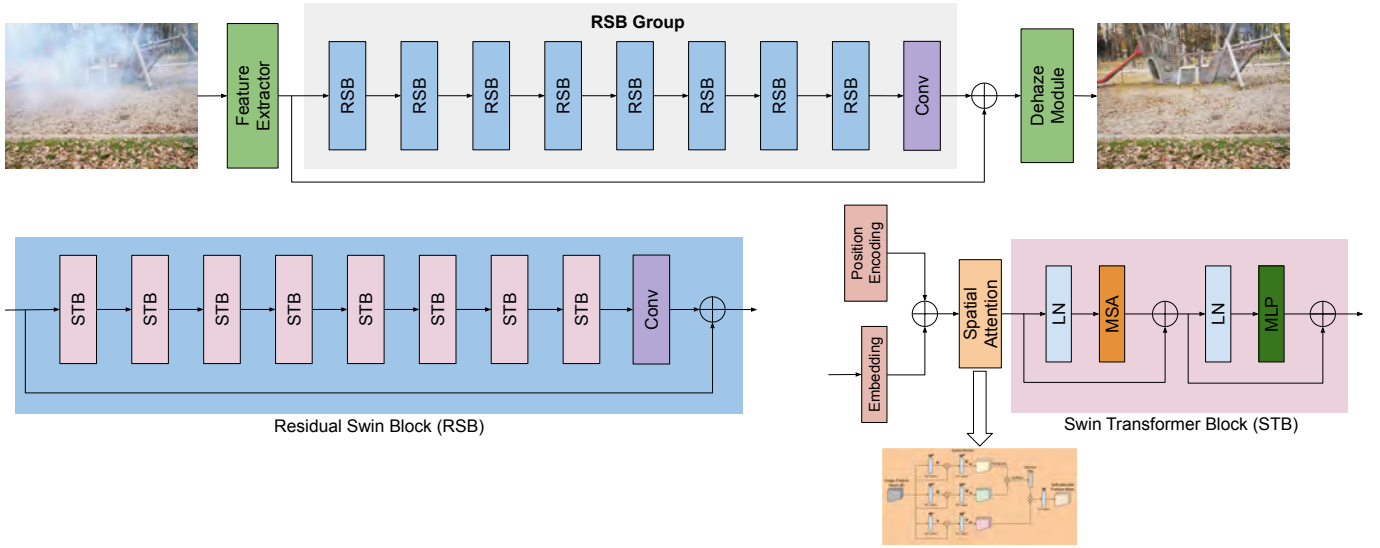 RSB Group
Feature
Extractor
RSB
RSB
RSB
RSB
RSB
RSB
RSB
RSB
Conv
Dehaze
Module
STB
STB
STB
STB
STB
STB
STB
STB
Conv
Residual Swin Block (RSB)
Position
Encoding
Embedding
Spatial
Attention
LN
MSA
LN
MLP
Swin Transformer Block (STB)